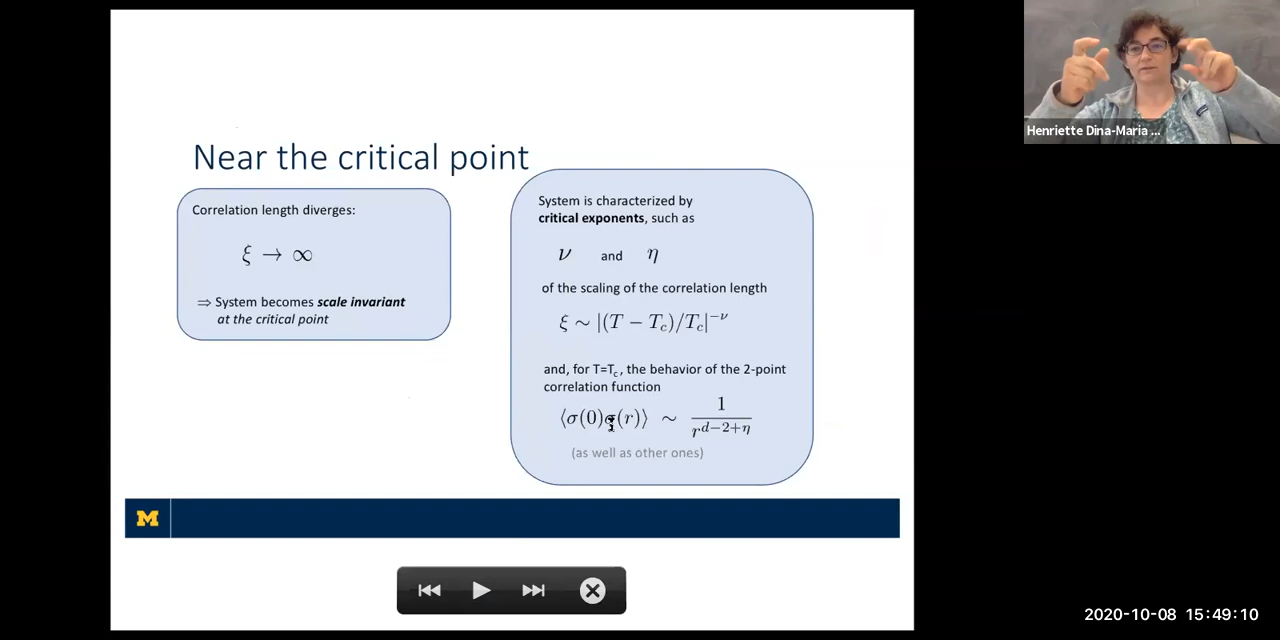 Near the critical point
Correlation length diverges:
ξ → ∞
⇒ System becomes scale invariant
at the critical point
System is characterized by
critical exponents, such as
ν and η
of the scaling of the correlation length
ξ ∼ |(T − T_c)/T_c|^{−ν}
and, for T=T_c, the behavior of the 2-point
correlation function
⟨σ(0)σ(r)⟩ ∼ 1/r^{d−2+η}
(as well as other ones)
M
Henriette Dina-Maria ...
2020-10-08 15:49:10